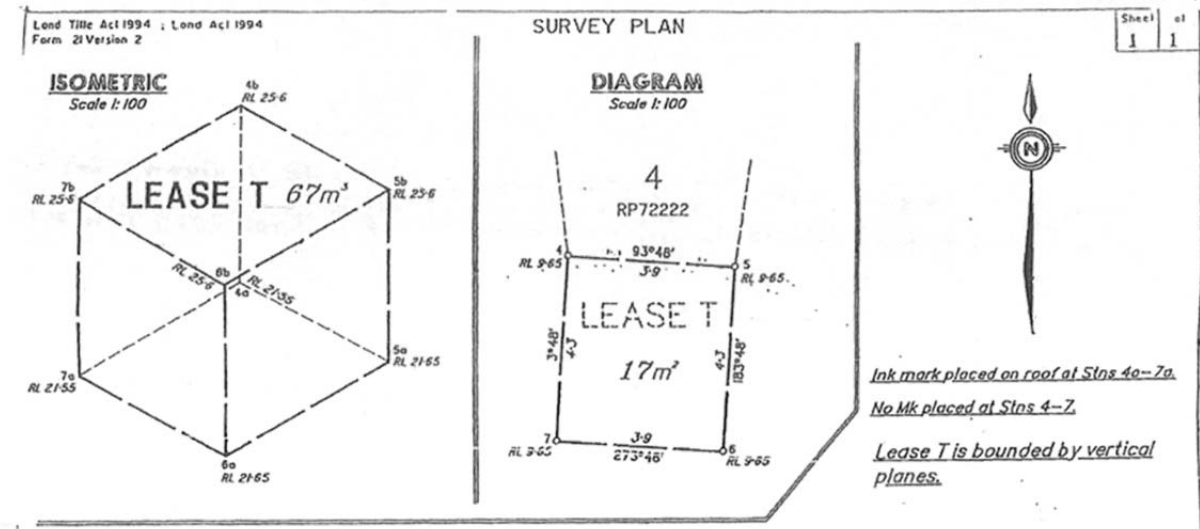 Land Title Act 1994 ; Land Act 1994
Form 21 Version 2
SURVEY PLAN
Sheet of
1 1
ISOMETRIC
Scale 1:100
4b
RL 25·6
7b
RL 25·6
LEASE T 67m³
5b
RL 25·6
6b
RL 25·6
RL 21·55
4a
5a
RL 21·65
7a
RL 21·55
6a
RL 21·65
DIAGRAM
Scale 1:100
4
RP72222
4
RL 9·65
93°48'
3·9
5
RL 9·65
LEASE T
3°48'
4·3
17m²
4·3
183°48'
7
RL 9·65
3·9
273°48'
6
RL 9·65
N
Ink mark placed on roof at Stns 4a–7a.
No Mk placed at Stns 4–7.
Lease T is bounded by vertical
planes.